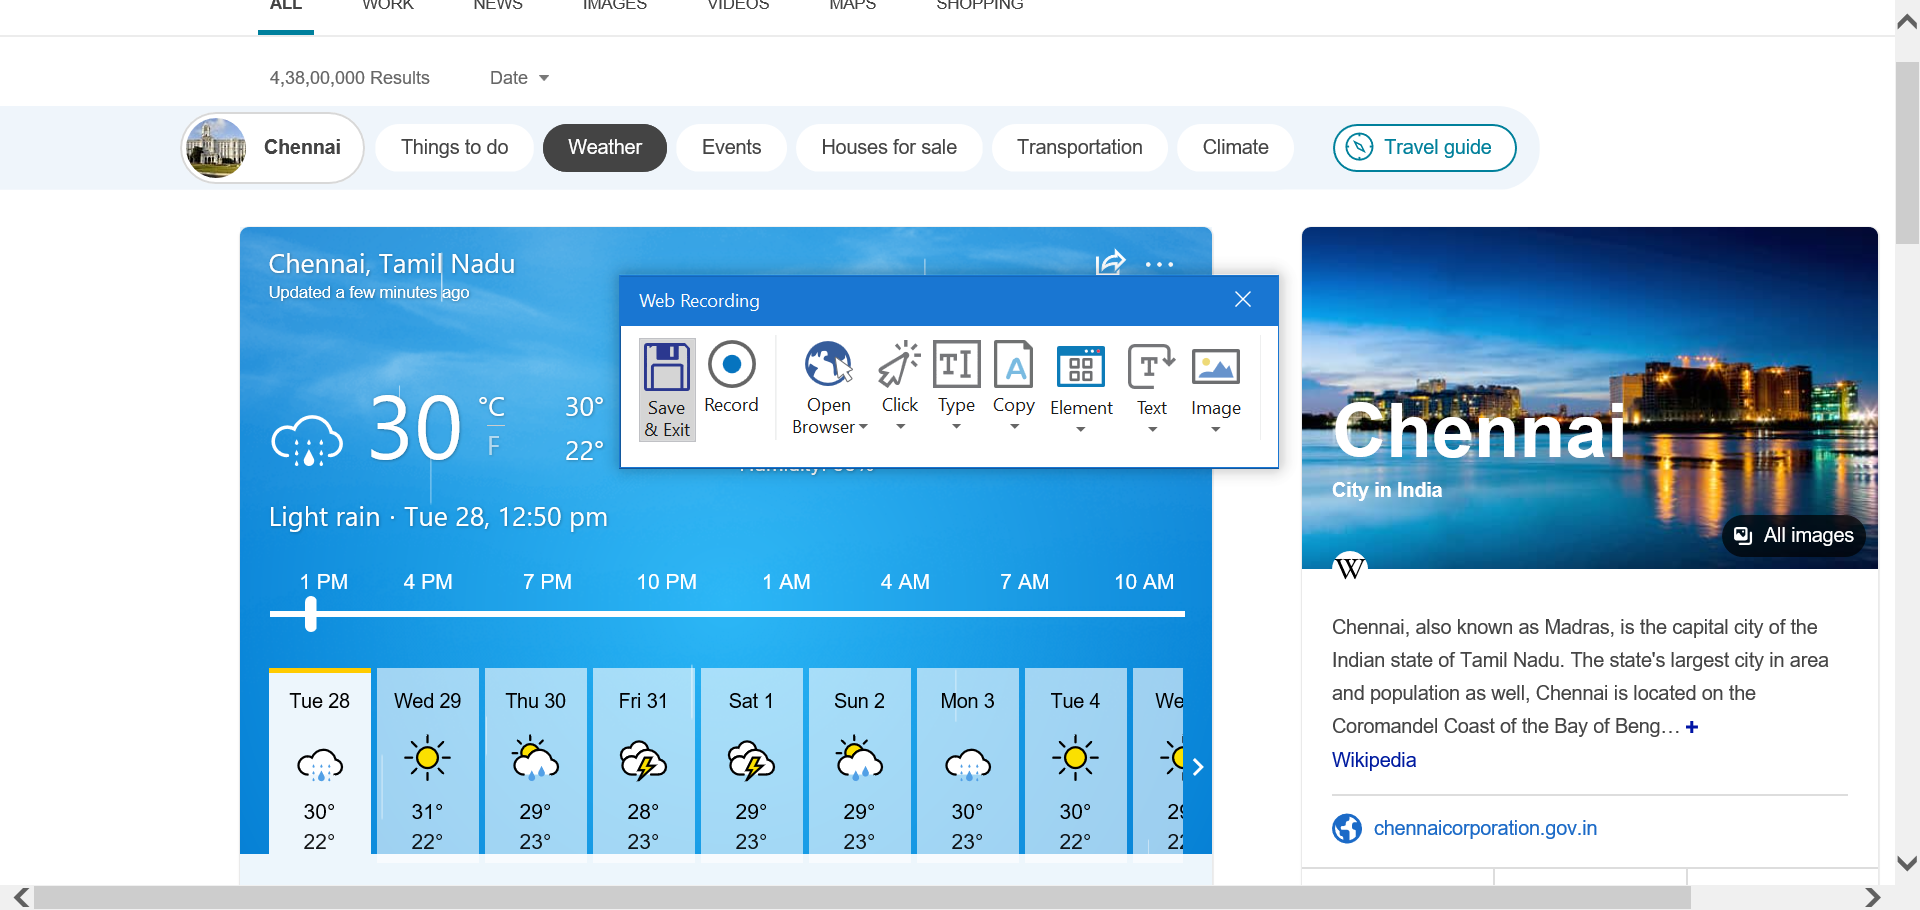 ALL WORK NEWS IMAGES VIDEOS MAPS SHOPPING
4,38,00,000 Results Date
Chennai Things to do Weather Events Houses for sale Transportation Climate Travel guide
Chennai, Tamil Nadu
Updated a few minutes ago
30 °C
F
30°
22°
Light rain · Tue 28, 12:50 pm
Web Recording
Save
& Exit
Record
Open
Browser
Click
Type
Copy
Element
Text
Image
1 PM 4 PM 7 PM 10 PM 1 AM 4 AM 7 AM 10 AM
Tue 28 Wed 29 Thu 30 Fri 31 Sat 1 Sun 2 Mon 3 Tue 4 We
30° 31° 29° 28° 29° 29° 30° 30° 29
22° 22° 23° 23° 23° 23° 23° 22° 22
Chennai
City in India
All images
W
Chennai, also known as Madras, is the capital city of the
Indian state of Tamil Nadu. The state's largest city in area
and population as well, Chennai is located on the
Coromandel Coast of the Bay of Beng… +
Wikipedia
chennaicorporation.gov.in